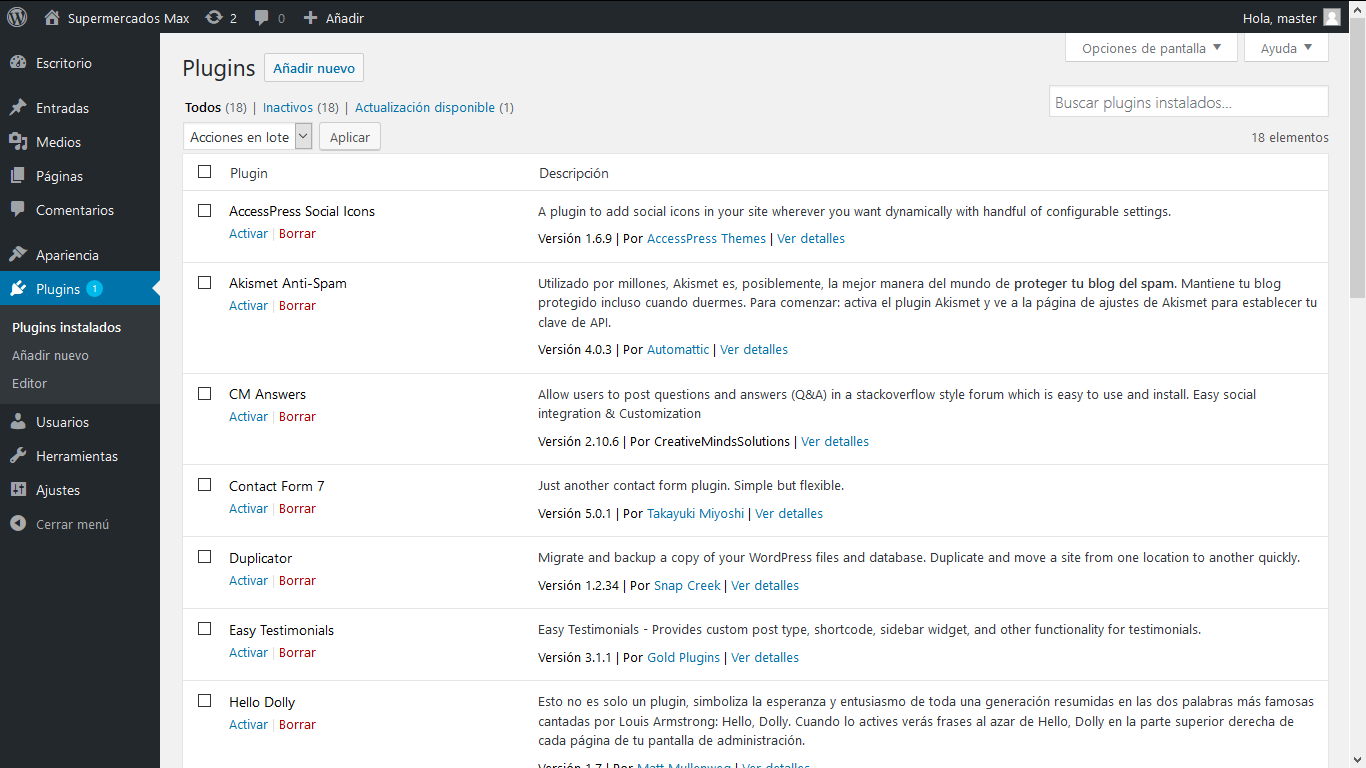 Supermercados Max 2 0 Añadir Hola, master
Opciones de pantalla Ayuda
Escritorio
Entradas
Medios
Páginas
Comentarios
Apariencia
Plugins 1
Plugins instalados
Añadir nuevo
Editor
Usuarios
Herramientas
Ajustes
Cerrar menú
Plugins Añadir nuevo
Todos (18) | Inactivos (18) | Actualización disponible (1)
Buscar plugins instalados...
Acciones en lote Aplicar
18 elementos
Plugin Descripción
AccessPress Social Icons
Activar | Borrar
A plugin to add social icons in your site wherever you want dynamically with handful of configurable settings.
Versión 1.6.9 | Por AccessPress Themes | Ver detalles
Akismet Anti-Spam
Activar | Borrar
Utilizado por millones, Akismet es, posiblemente, la mejor manera del mundo de proteger tu blog del spam. Mantiene tu blog
protegido incluso cuando duermes. Para comenzar: activa el plugin Akismet y ve a la página de ajustes de Akismet para establecer tu
clave de API.
Versión 4.0.3 | Por Automattic | Ver detalles
CM Answers
Activar | Borrar
Allow users to post questions and answers (Q&A) in a stackoverflow style forum which is easy to use and install. Easy social
integration & Customization
Versión 2.10.6 | Por CreativeMindsSolutions | Ver detalles
Contact Form 7
Activar | Borrar
Just another contact form plugin. Simple but flexible.
Versión 5.0.1 | Por Takayuki Miyoshi | Ver detalles
Duplicator
Activar | Borrar
Migrate and backup a copy of your WordPress files and database. Duplicate and move a site from one location to another quickly.
Versión 1.2.34 | Por Snap Creek | Ver detalles
Easy Testimonials
Activar | Borrar
Easy Testimonials - Provides custom post type, shortcode, sidebar widget, and other functionality for testimonials.
Versión 3.1.1 | Por Gold Plugins | Ver detalles
Hello Dolly
Activar | Borrar
Esto no es solo un plugin, simboliza la esperanza y entusiasmo de toda una generación resumidas en las dos palabras más famosas
cantadas por Louis Armstrong: Hello, Dolly. Cuando lo actives verás frases al azar de Hello, Dolly en la parte superior derecha de
cada página de tu pantalla de administración.
Versión 1.7 | Por Matt Mullenweg | Ver detalles